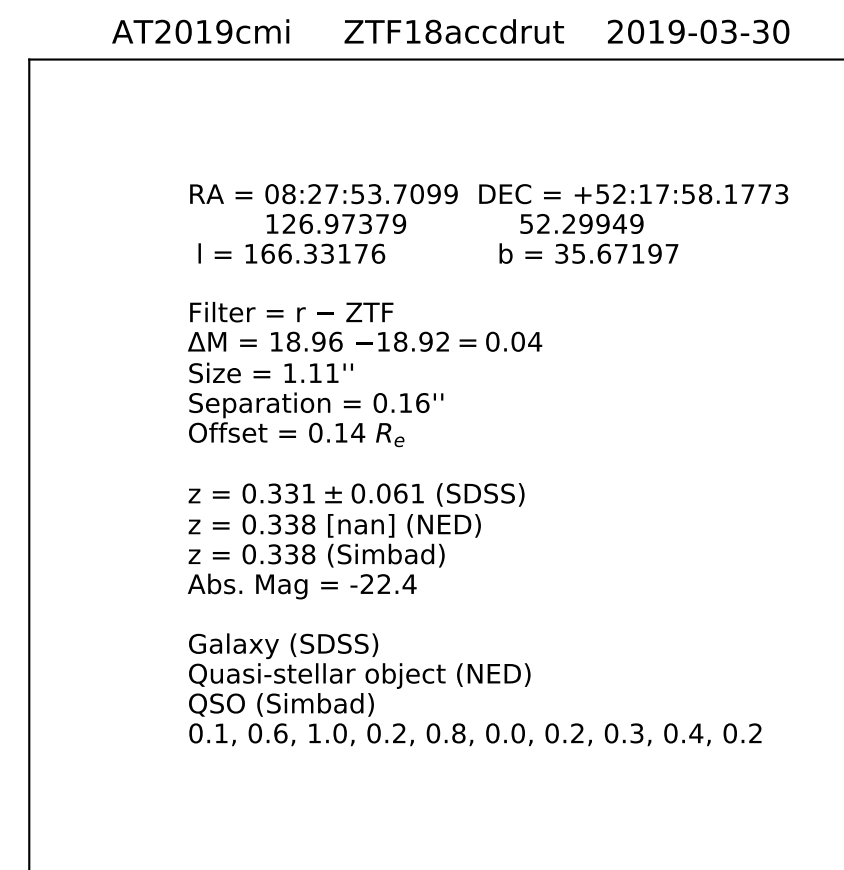 AT2019cmi ZTF18accdrut 2019-03-30
RA = 08:27:53.7099 DEC = +52:17:58.1773
126.97379 52.29949
l = 166.33176 b = 35.67197
Filter = r − ZTF
ΔM = 18.96 −18.92 = 0.04
Size = 1.11''
Separation = 0.16''
Offset = 0.14 Rₑ
z = 0.331 ± 0.061 (SDSS)
z = 0.338 [nan] (NED)
z = 0.338 (Simbad)
Abs. Mag = -22.4
Galaxy (SDSS)
Quasi-stellar object (NED)
QSO (Simbad)
0.1, 0.6, 1.0, 0.2, 0.8, 0.0, 0.2, 0.3, 0.4, 0.2